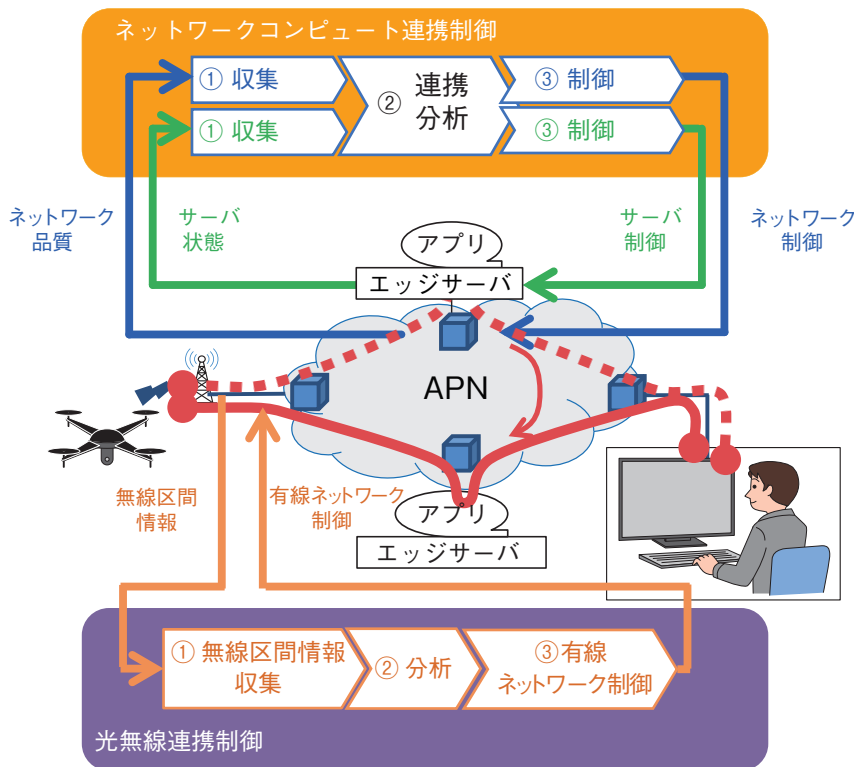 ネットワークコンピュート連携制御
① 収集
① 収集
② 連携
分析
③ 制御
③ 制御
ネットワーク
品質
サーバ
状態
サーバ
制御
ネットワーク
制御
アプリ
エッジサーバ
APN
無線区間
情報
有線ネットワーク
制御
アプリ
エッジサーバ
① 無線区間情報
収集
② 分析
③有線
ネットワーク制御
光無線連携制御